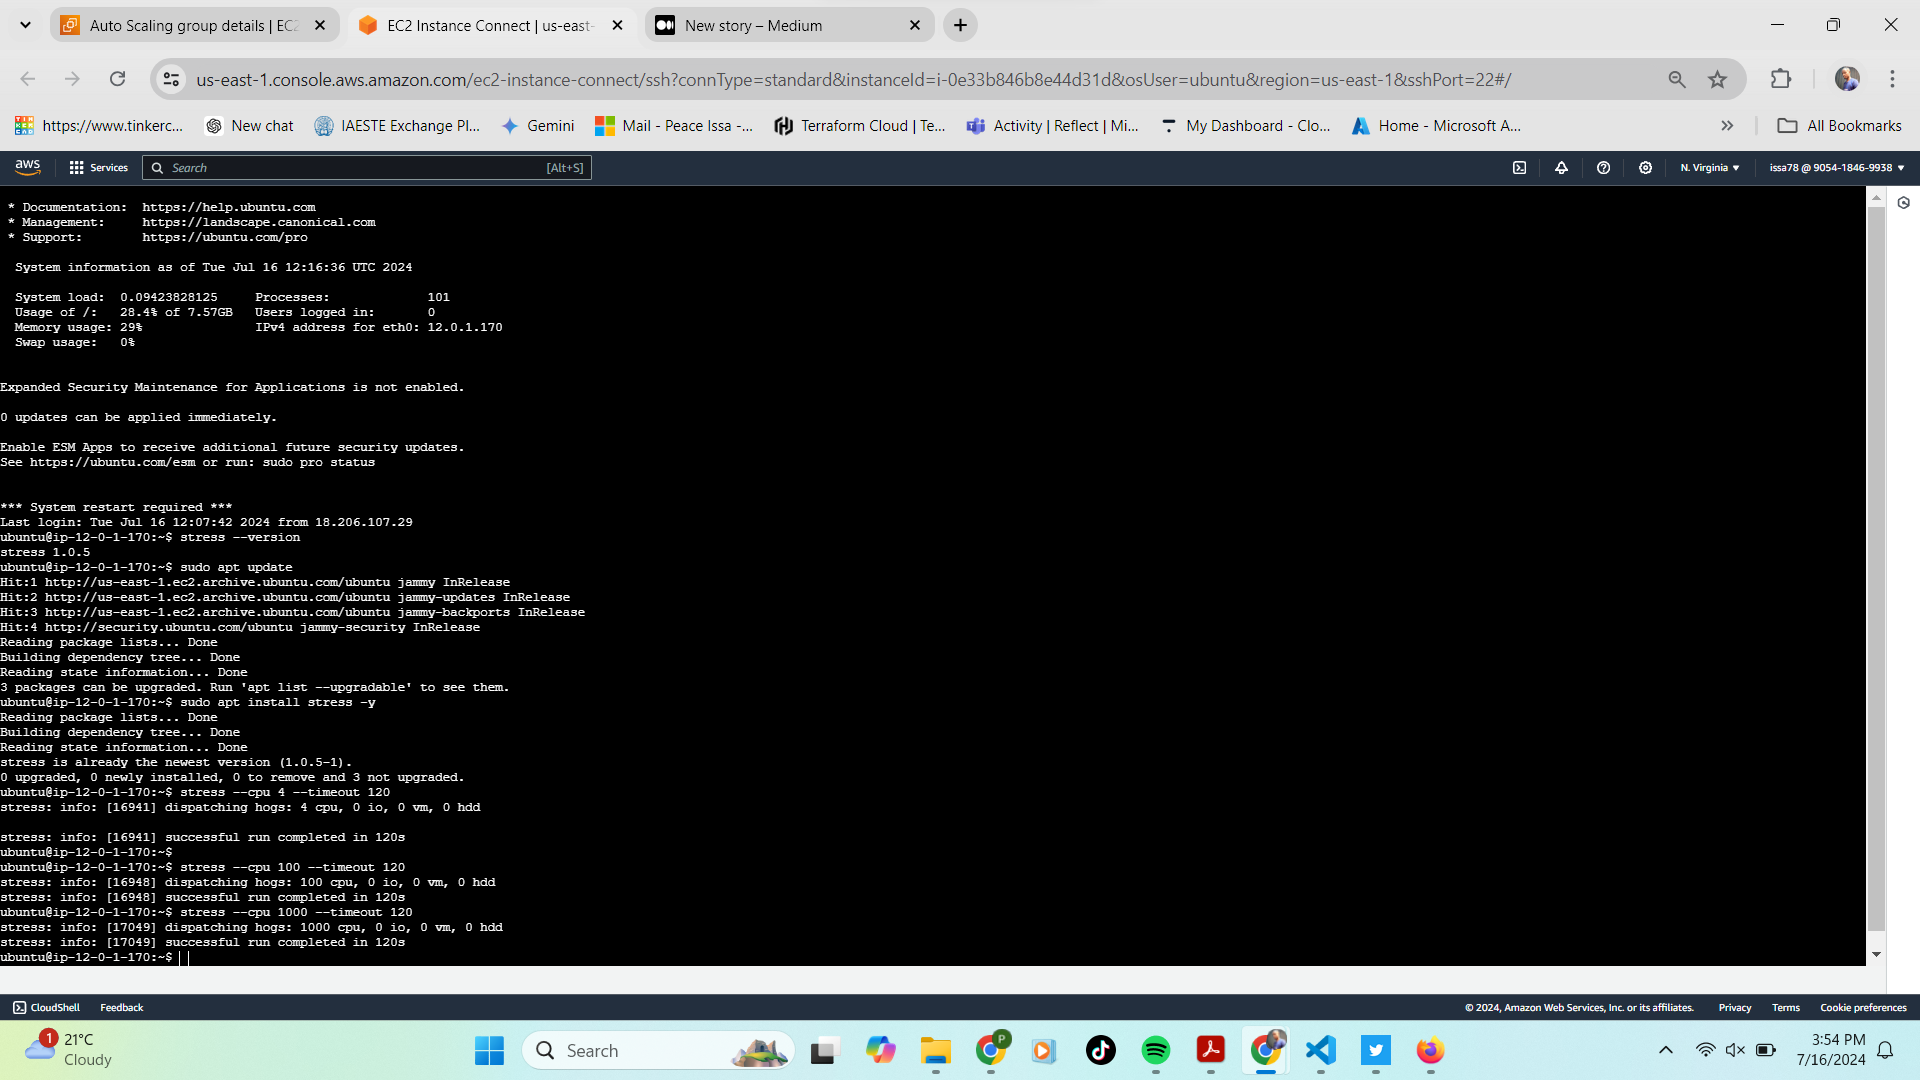 Auto Scaling group details | EC2
EC2 Instance Connect | us-east-
New story – Medium
us-east-1.console.aws.amazon.com/ec2-instance-connect/ssh?connType=standard&instanceId=i-0e33b846b8e44d31d&osUser=ubuntu&region=us-east-1&sshPort=22#/
https://www.tinkerc...
New chat
IAESTE Exchange Pl...
Gemini
Mail - Peace Issa -...
Terraform Cloud | Te...
Activity | Reflect | Mi...
My Dashboard - Clo...
Home - Microsoft A...
All Bookmarks
aws
Services
Search
[Alt+S]
N. Virginia
issa78 @ 9054-1846-9938
* Documentation:  https://help.ubuntu.com
* Management:     https://landscape.canonical.com
* Support:        https://ubuntu.com/pro
System information as of Tue Jul 16 12:16:36 UTC 2024
System load:  0.09423828125     Processes:             101
Usage of /:   28.4% of 7.57GB   Users logged in:       0
Memory usage: 29%               IPv4 address for eth0: 12.0.1.170
Swap usage:   0%
Expanded Security Maintenance for Applications is not enabled.
0 updates can be applied immediately.
Enable ESM Apps to receive additional future security updates.
See https://ubuntu.com/esm or run: sudo pro status
*** System restart required ***
Last login: Tue Jul 16 12:07:42 2024 from 18.206.107.29
ubuntu@ip-12-0-1-170:~$ stress --version
stress 1.0.5
ubuntu@ip-12-0-1-170:~$ sudo apt update
Hit:1 http://us-east-1.ec2.archive.ubuntu.com/ubuntu jammy InRelease
Hit:2 http://us-east-1.ec2.archive.ubuntu.com/ubuntu jammy-updates InRelease
Hit:3 http://us-east-1.ec2.archive.ubuntu.com/ubuntu jammy-backports InRelease
Hit:4 http://security.ubuntu.com/ubuntu jammy-security InRelease
Reading package lists... Done
Building dependency tree... Done
Reading state information... Done
3 packages can be upgraded. Run 'apt list --upgradable' to see them.
ubuntu@ip-12-0-1-170:~$ sudo apt install stress -y
Reading package lists... Done
Building dependency tree... Done
Reading state information... Done
stress is already the newest version (1.0.5-1).
0 upgraded, 0 newly installed, 0 to remove and 3 not upgraded.
ubuntu@ip-12-0-1-170:~$ stress --cpu 4 --timeout 120
stress: info: [16941] dispatching hogs: 4 cpu, 0 io, 0 vm, 0 hdd
stress: info: [16941] successful run completed in 120s
ubuntu@ip-12-0-1-170:~$
ubuntu@ip-12-0-1-170:~$ stress --cpu 100 --timeout 120
stress: info: [16948] dispatching hogs: 100 cpu, 0 io, 0 vm, 0 hdd
stress: info: [16948] successful run completed in 120s
ubuntu@ip-12-0-1-170:~$ stress --cpu 1000 --timeout 120
stress: info: [17049] dispatching hogs: 1000 cpu, 0 io, 0 vm, 0 hdd
stress: info: [17049] successful run completed in 120s
ubuntu@ip-12-0-1-170:~$
CloudShell
Feedback
© 2024, Amazon Web Services, Inc. or its affiliates.
Privacy
Terms
Cookie preferences
1
21°C
Cloudy
Search
P
3:54 PM
7/16/2024